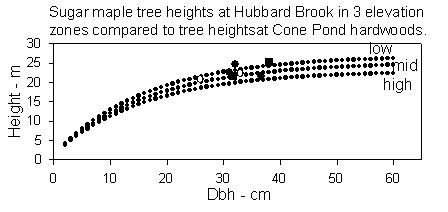 Sugar maple tree heights at Hubbard Brook in 3 elevation
zones compared to tree heightsat Cone Pond hardwoods.
30
25
20
15
10
5
0
Height - m
low
mid
high
0
10
20
30
40
50
60
Dbh - cm